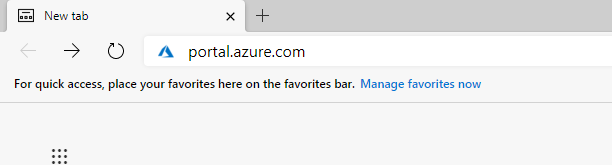 New tab
portal.azure.com
For quick access, place your favorites here on the favorites bar. Manage favorites now